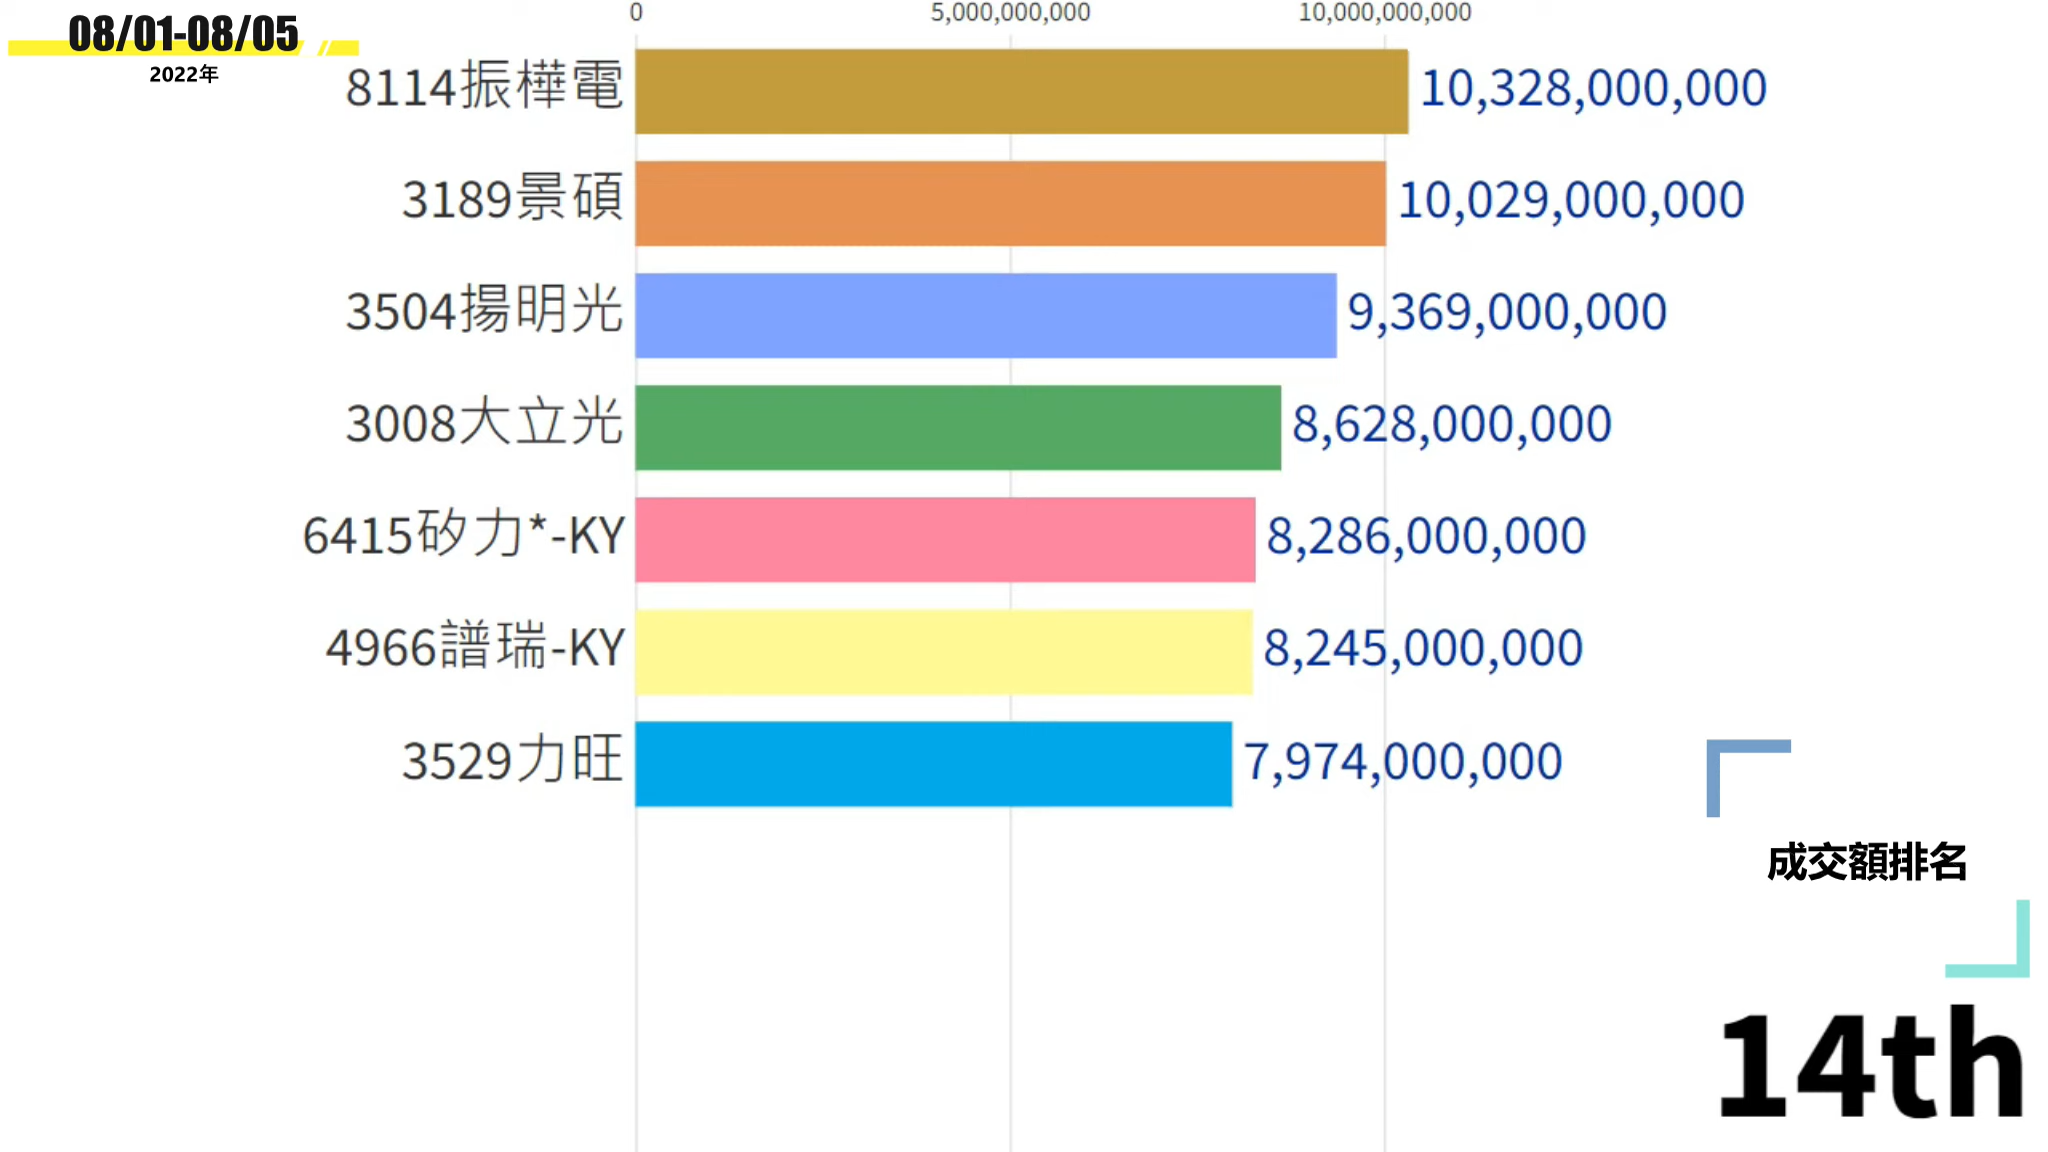 08/01-08/05
2022年
0 5,000,000,000 10,000,000,000
8114振樺電 10,328,000,000
3189景碩 10,029,000,000
3504揚明光 9,369,000,000
3008大立光 8,628,000,000
6415矽力*-KY 8,286,000,000
4966譜瑞-KY 8,245,000,000
3529力旺 7,974,000,000
成交額排名
14th